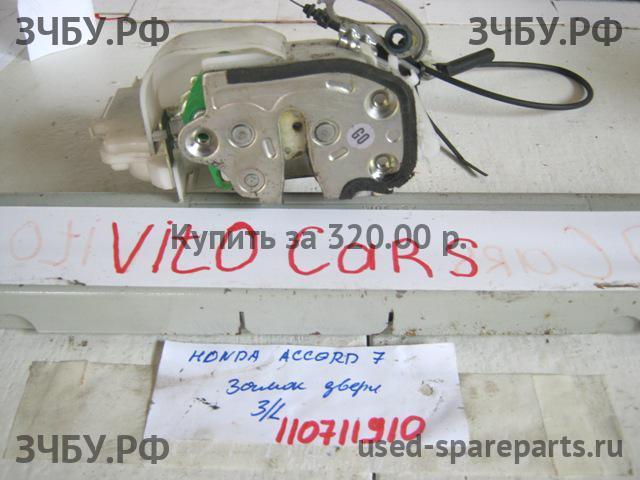 ЗЧБУ.РФ
ЗЧБУ.РФ
GO
Купить за 320.00 р.
VITO CARS
HONDA ACCORD 7
Замок двери
З/L
110711910
ЗЧБУ.РФ
used-spareparts.ru